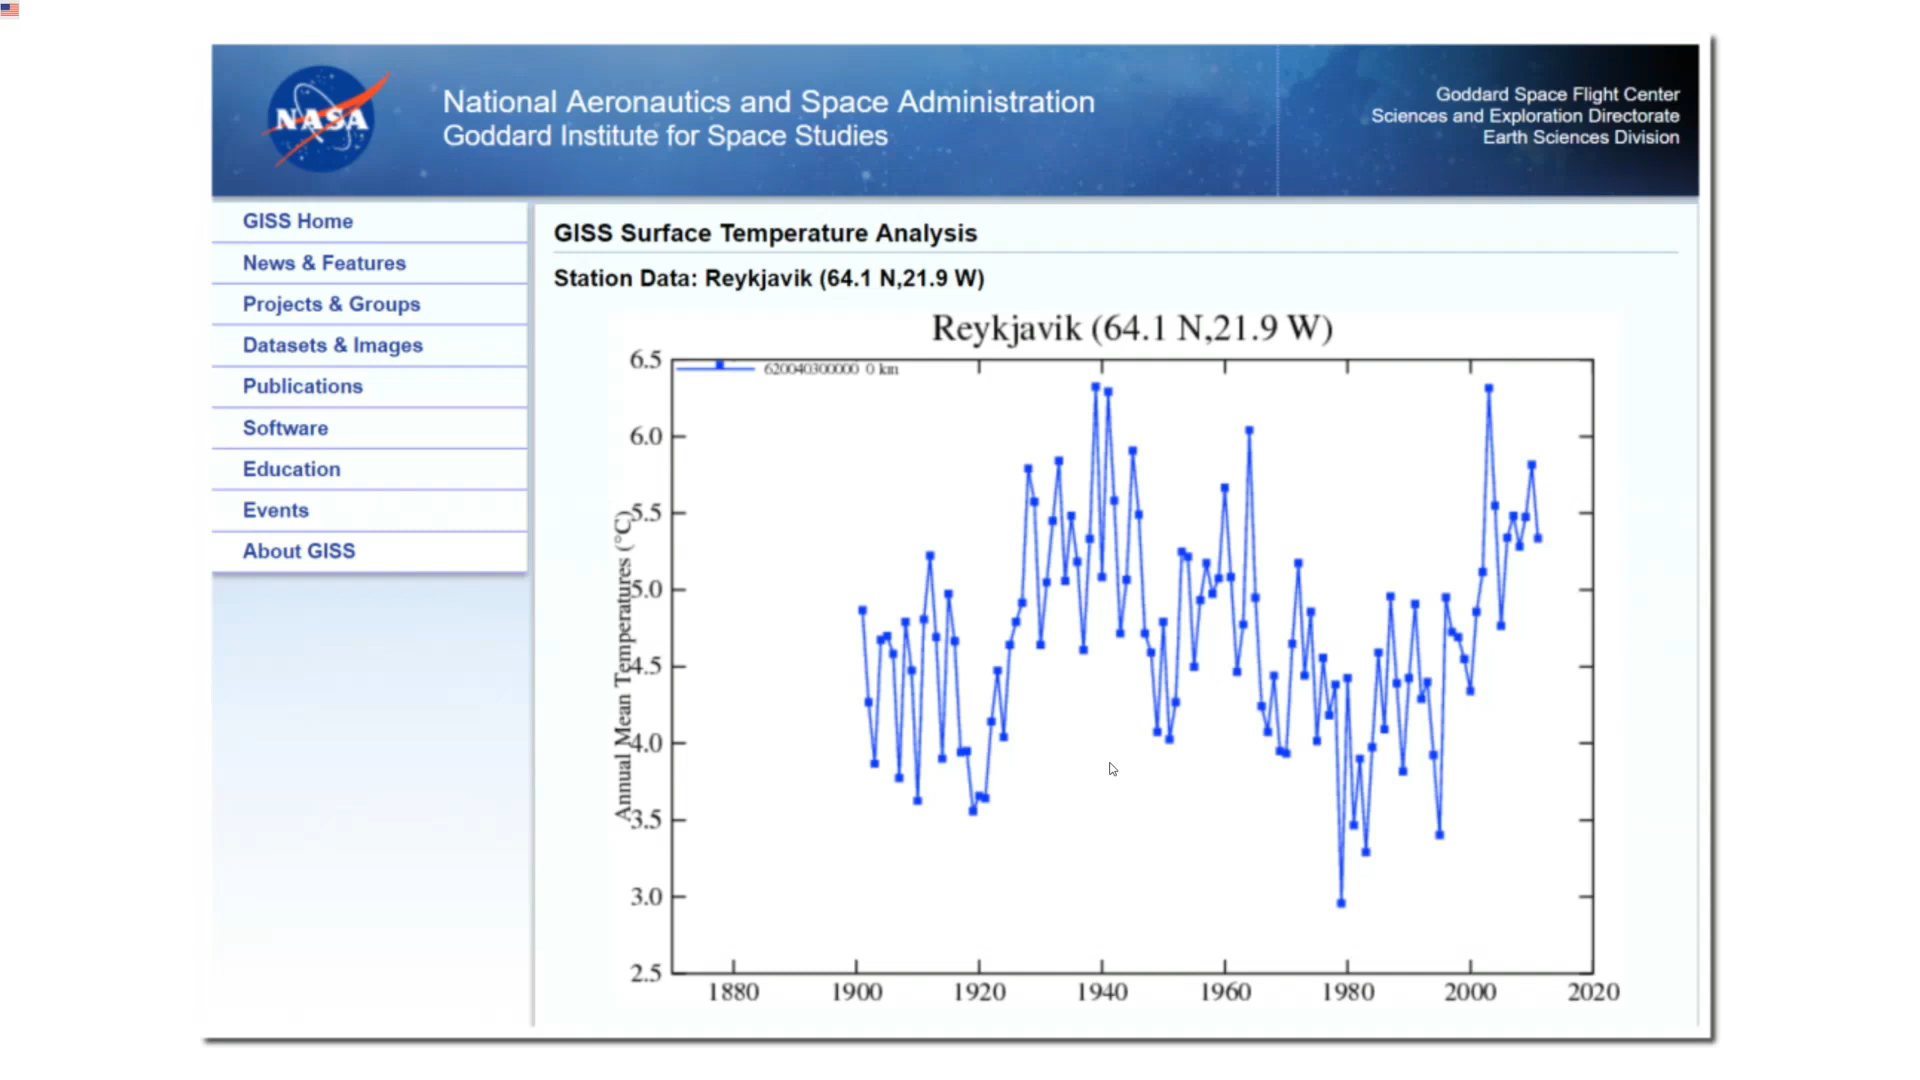 NASA
National Aeronautics and Space Administration
Goddard Institute for Space Studies
Goddard Space Flight Center
Sciences and Exploration Directorate
Earth Sciences Division
GISS Home
News & Features
Projects & Groups
Datasets & Images
Publications
Software
Education
Events
About GISS
GISS Surface Temperature Analysis
Station Data: Reykjavik (64.1 N,21.9 W)
Reykjavik (64.1 N,21.9 W)
620040300000 0 km
Annual Mean Temperatures (°C)
6.5
6.0
5.5
5.0
4.5
4.0
3.5
3.0
2.5
1880 1900 1920 1940 1960 1980 2000 2020